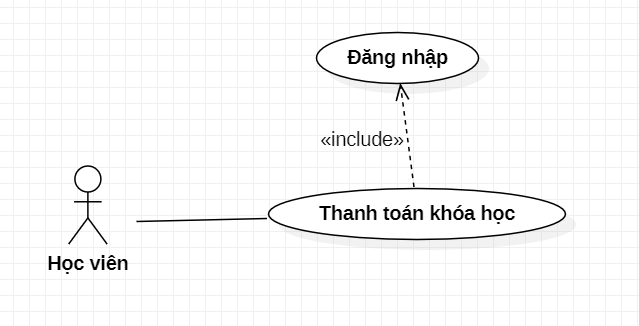 Đăng nhập
«include»
Thanh toán khóa học
Học viên